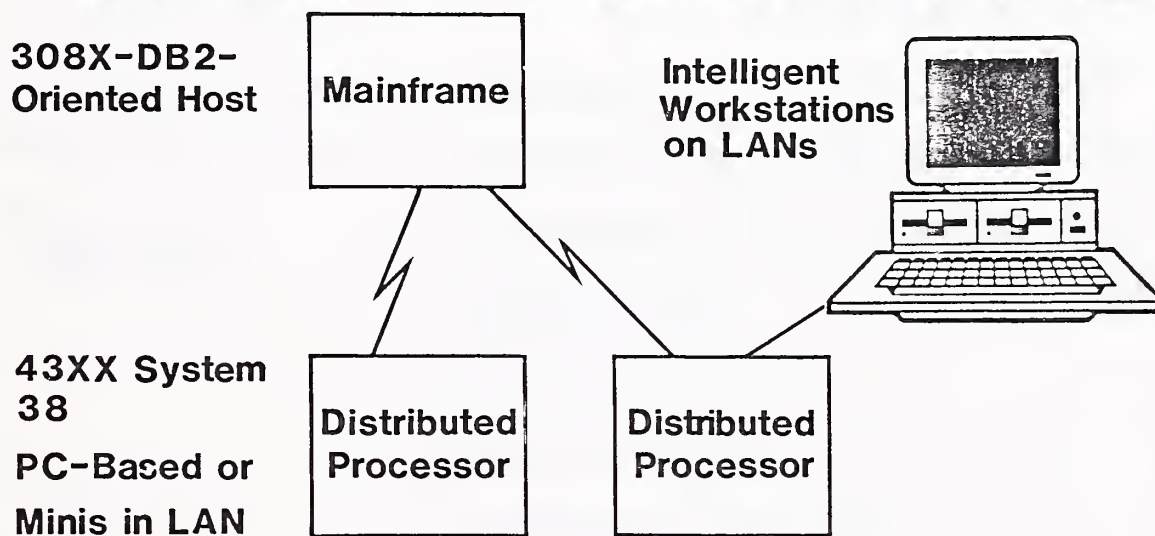 308X-DB2-
Oriented Host
Mainframe
Intelligent
Workstations
on LANs
43XX System
38
PC-Based or
Minis in LAN
Distributed
Processor
Distributed
Processor